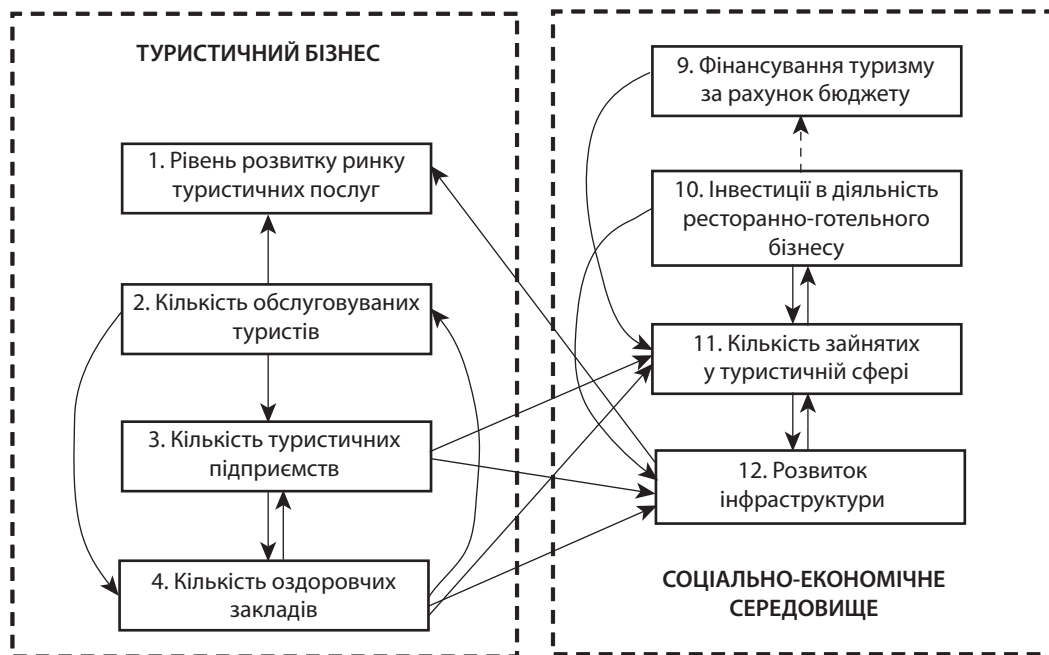 ТУРИСТИЧНИЙ БІЗНЕС
1. Рівень розвитку ринку
туристичних послуг
2. Кількість обслуговуваних
туристів
3. Кількість туристичних
підприємств
4. Кількість оздоровчих
закладів
9. Фінансування туризму
за рахунок бюджету
10. Інвестиції в діяльність
ресторанно-готельного
бізнесу
11. Кількість зайнятих
у туристичній сфері
12. Розвиток
інфраструктури
СОЦІАЛЬНО-ЕКОНОМІЧНЕ
СЕРЕДОВИЩЕ